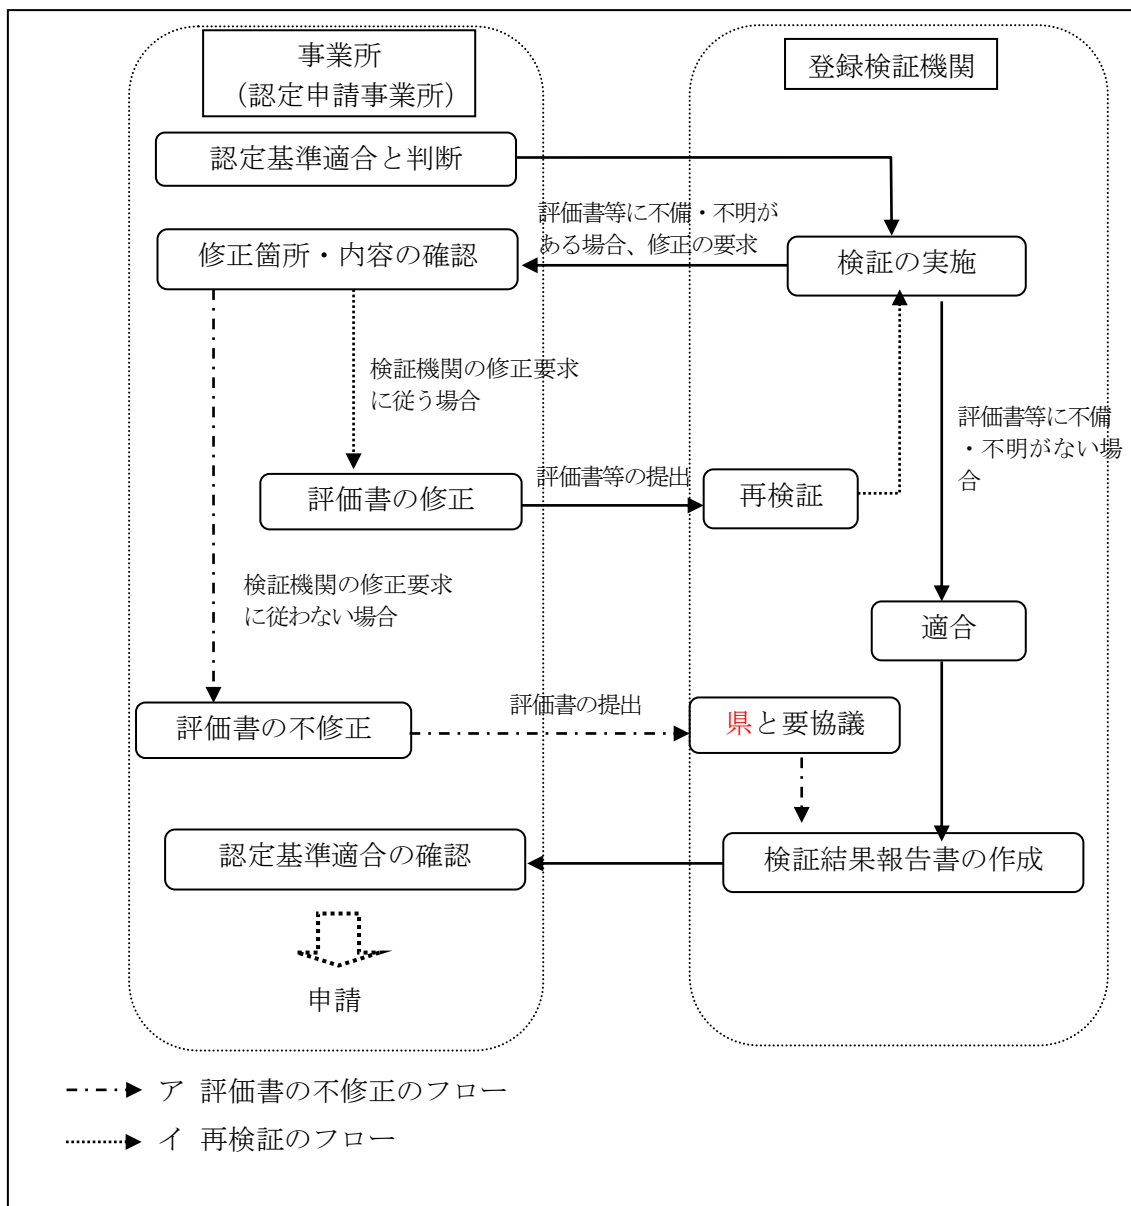 事業所
（認定申請事業所）
登録検証機関
認定基準適合と判断
評価書等に不備・不明が
ある場合、修正の要求
修正箇所・内容の確認
検証の実施
検証機関の修正要求
に従う場合
評価書等に不備
・不明がない場
合
評価書の修正
評価書等の提出
再検証
検証機関の修正要求
に従わない場合
適合
評価書の不修正
評価書の提出
県と要協議
認定基準適合の確認
検証結果報告書の作成
申請
ア 評価書の不修正のフロー
イ 再検証のフロー